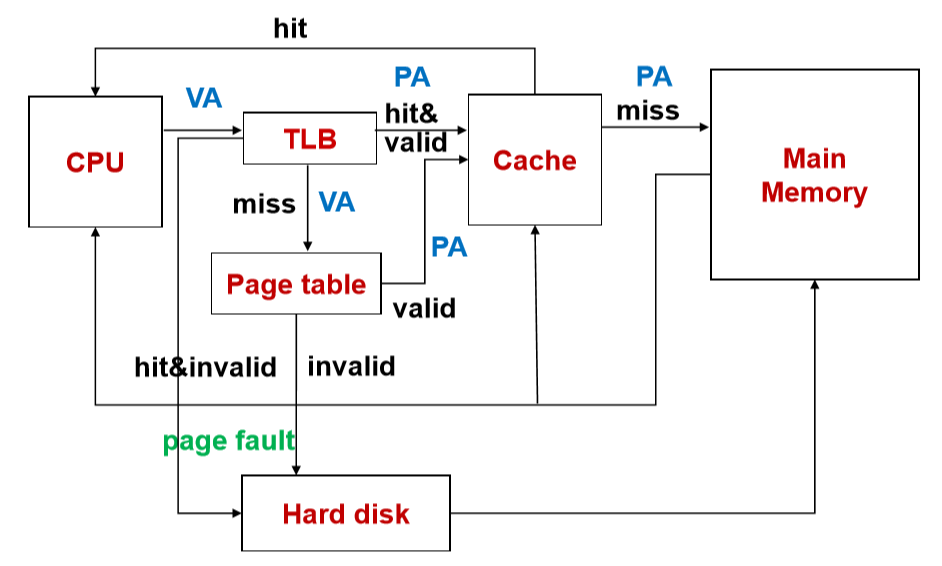 hit
VA
PA
PA
hit&
valid
miss
CPU
TLB
Cache
Main
Memory
miss
VA
PA
Page table
valid
hit&invalid
invalid
page fault
Hard disk